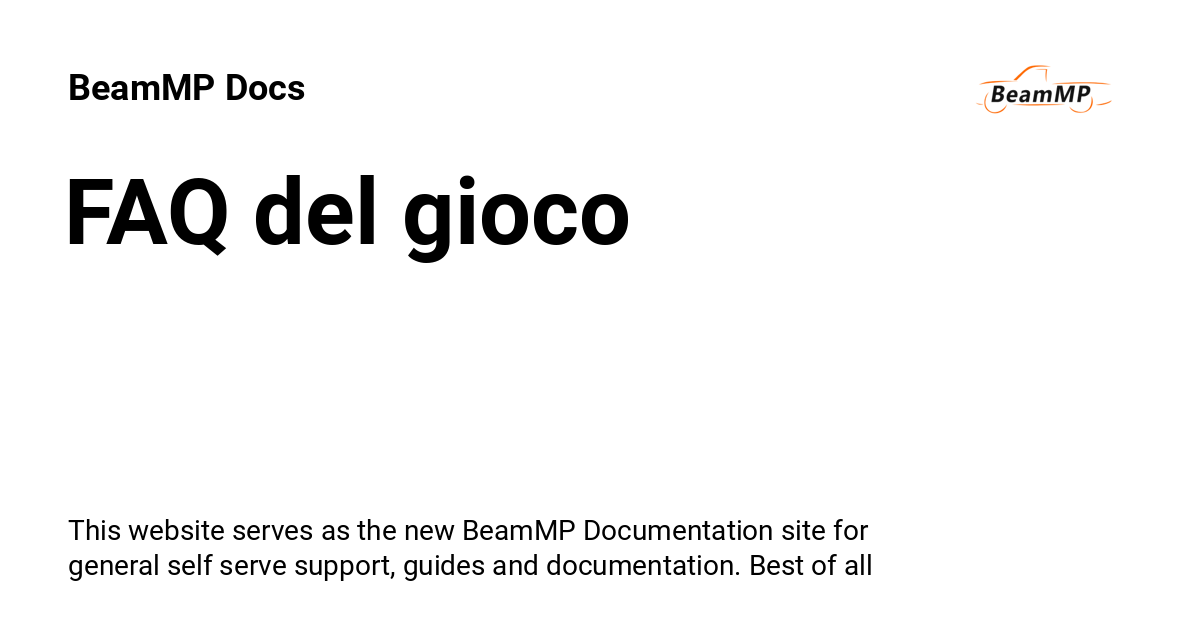 BeamMP Docs
BeamMP
FAQ del gioco
This website serves as the new BeamMP Documentation site for
general self serve support, guides and documentation. Best of all